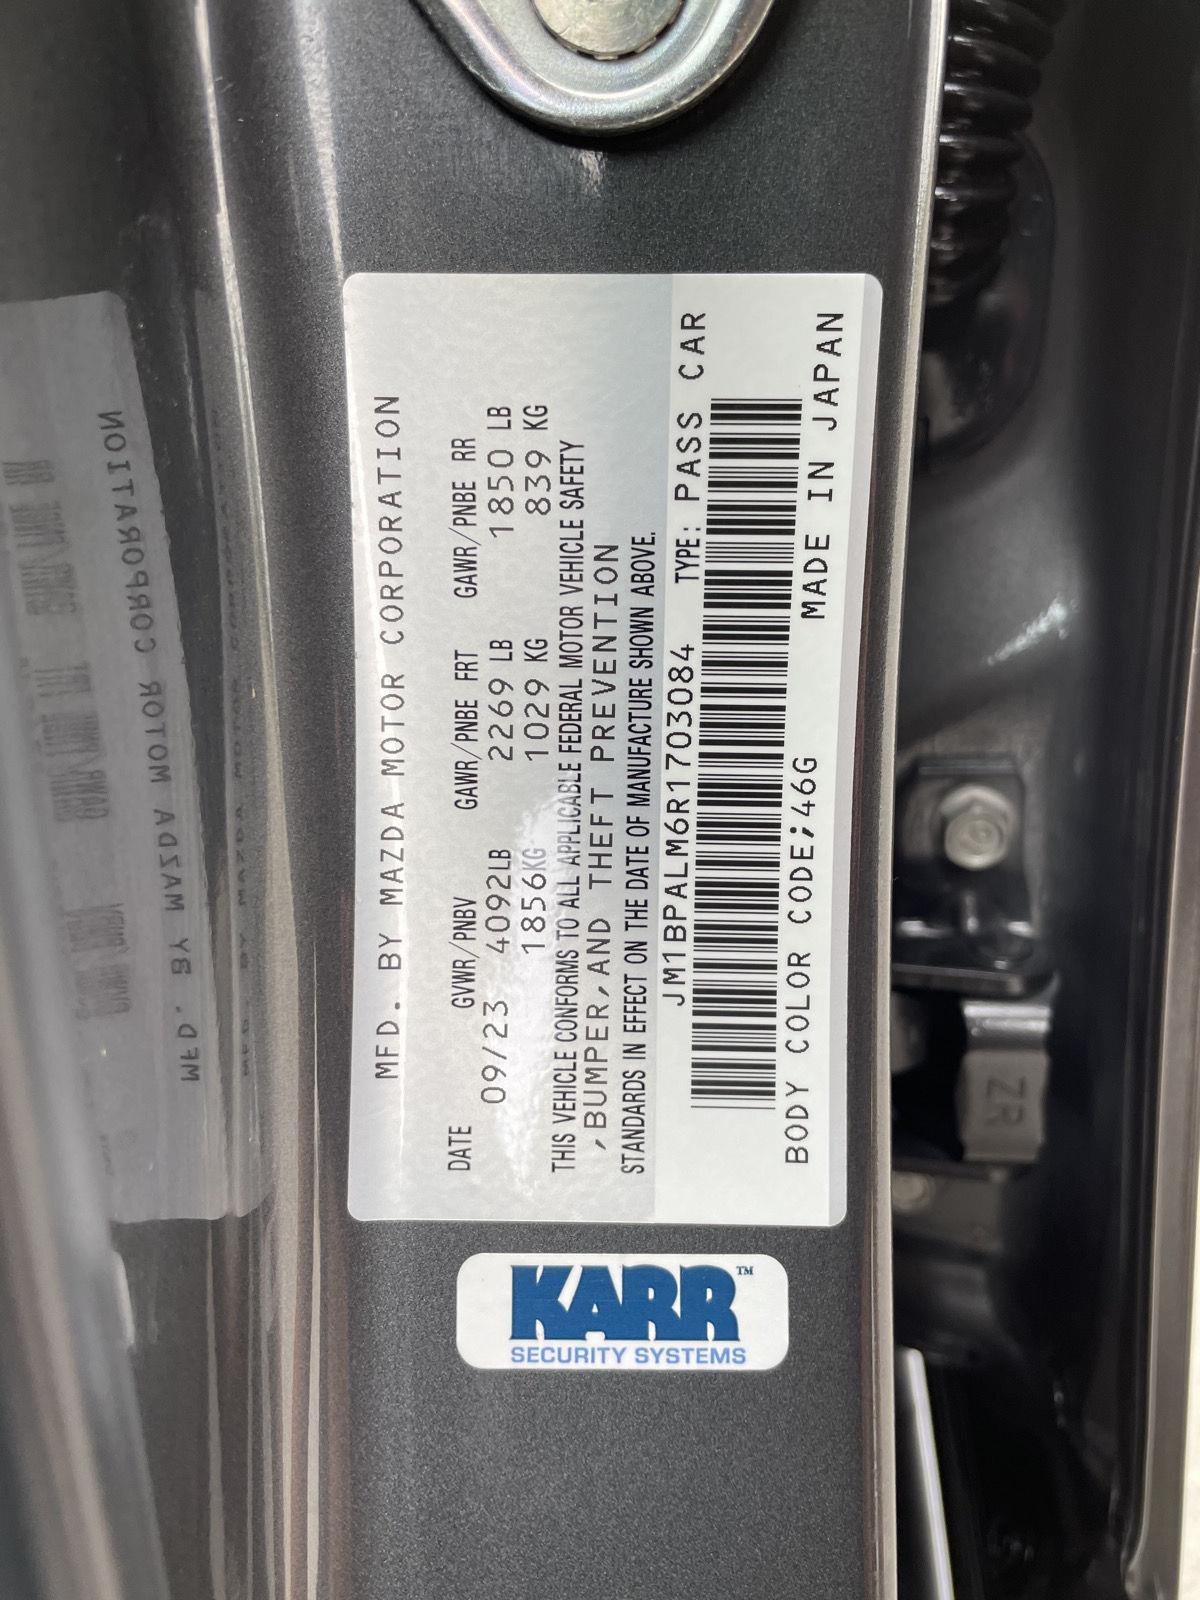 MFD. BY MAZDA MOTOR CORPORATION
DATE GVWR/PNBV GAWR/PNBE FRT GAWR/PNBE RR
09/23 4092LB 2269 LB 1850 LB
1856KG 1029 KG 839 KG
THIS VEHICLE CONFORMS TO ALL APPLICABLE FEDERAL MOTOR VEHICLE SAFETY
,BUMPER,AND THEFT PREVENTION
STANDARDS IN EFFECT ON THE DATE OF MANUFACTURE SHOWN ABOVE.
JM1BPALM6R1703084 TYPE: PASS CAR
BODY COLOR CODE;46G MADE IN JAPAN
KARR™
SECURITY SYSTEMS
ZR
MFD. BY MAZDA MOTOR CORPORATION